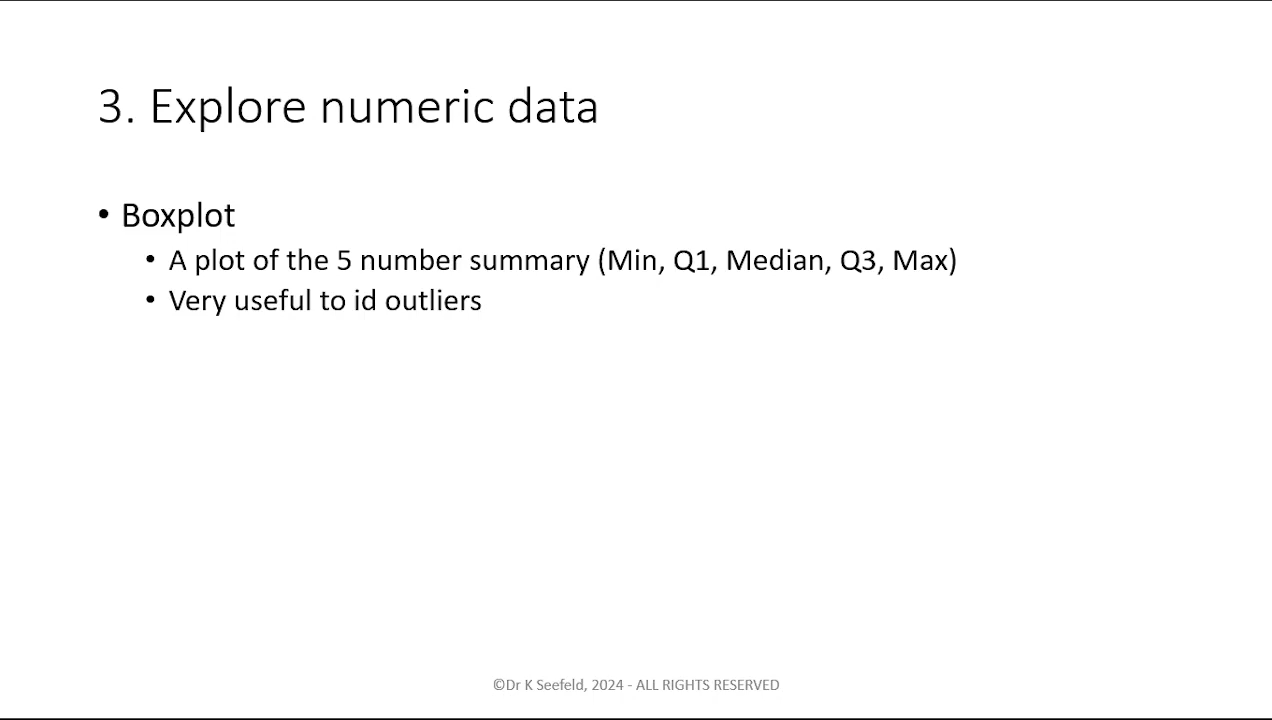 3. Explore numeric data
• Boxplot
• A plot of the 5 number summary (Min, Q1, Median, Q3, Max)
• Very useful to id outliers
©Dr K Seefeld, 2024 - ALL RIGHTS RESERVED